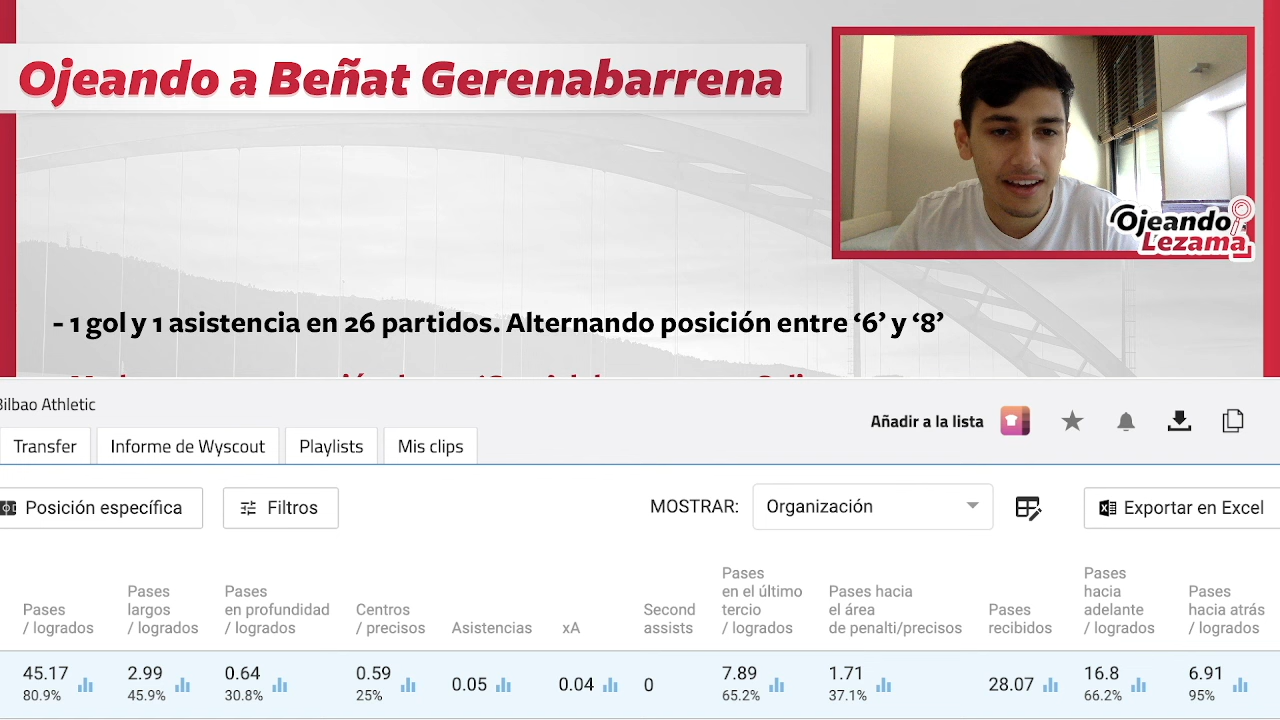 Ojeando a Beñat Gerenabarrena
Ojeando
Lezama
- 1 gol y 1 asistencia en 26 partidos. Alternando posición entre ‘6’ y ‘8’
Bilbao Athletic
Añadir a la lista
Transfer
Informe de Wyscout
Playlists
Mis clips
Posición específica
Filtros
MOSTRAR:
Organización
Exportar en Excel
Pases
/ logrados
Pases
largos
/ logrados
Pases
en profundidad
/ logrados
Centros
/ precisos
Asistencias
xA
Second
assists
Pases
en el último
tercio
/ logrados
Pases hacia
el área
de penalti/precisos
Pases
recibidos
Pases
hacia
adelante
/ logrados
Pases
hacia atrás
/ logrados
45.17
80.9%
2.99
45.9%
0.64
30.8%
0.59
25%
0.05
0.04
0
7.89
65.2%
1.71
37.1%
28.07
16.8
66.2%
6.91
95%